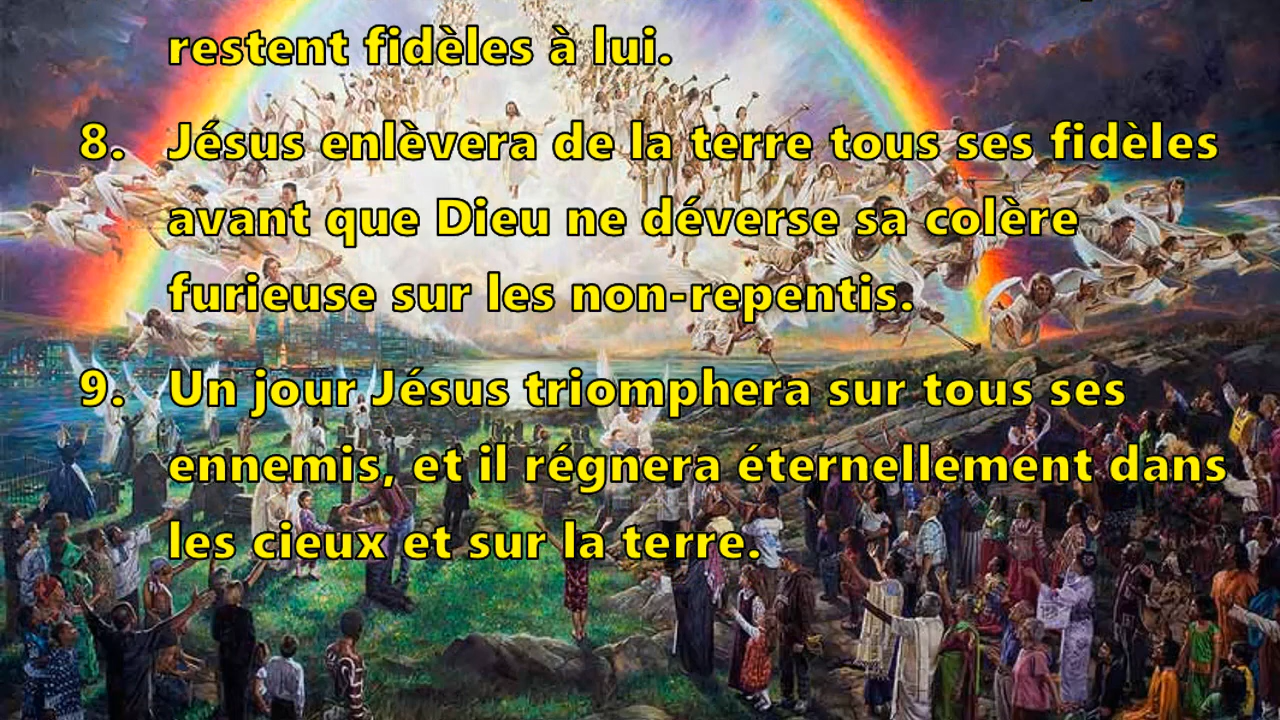 restent fidèles à lui.
8. Jésus enlèvera de la terre tous ses fidèles
avant que Dieu ne déverse sa colère
furieuse sur les non-repentis.
9. Un jour Jésus triomphera sur tous ses
ennemis, et il régnera éternellement dans
les cieux et sur la terre.